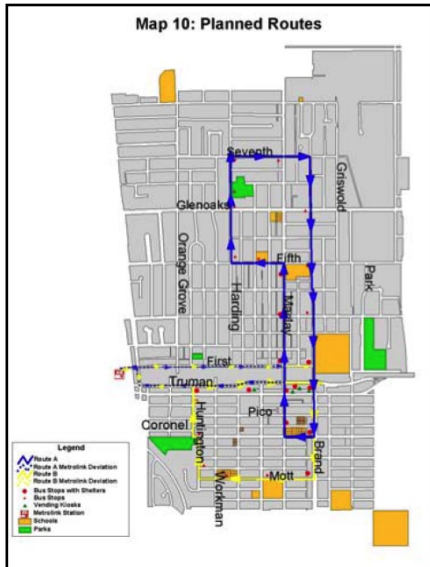 Map 10: Planned Routes
Seventh
Griswold
Glenoaks
Orange Grove
Fifth
Park
Harding
Maclay
First
Truman
Pico
Huntington
Coronel
Brand
Mott
Workman
Legend
Route A
Route A Metrolink Deviation
Route B
Route B Metrolink Deviation
Bus Stops with Shelters
Bus Stops
Vending Kiosks
Metrolink Station
Schools
Parks